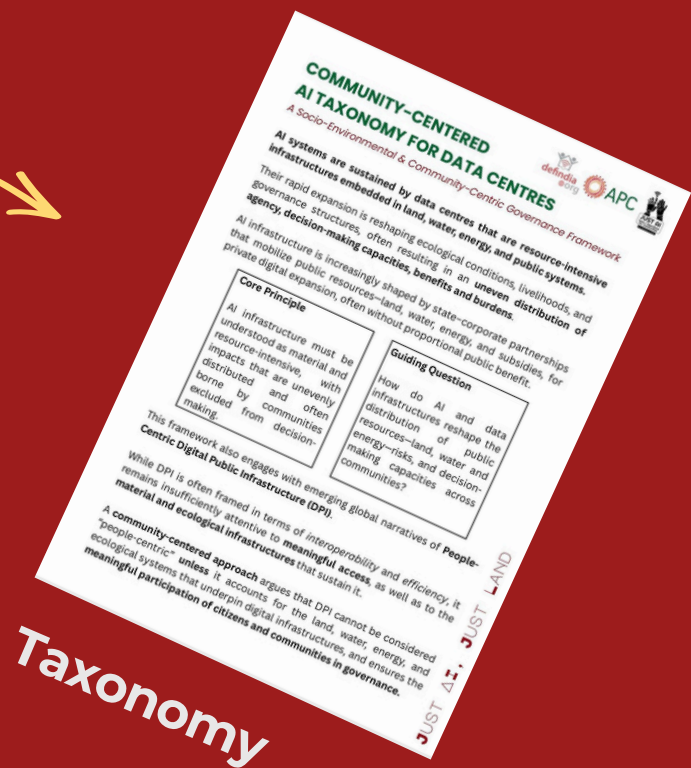 COMMUNITY-CENTERED
AI TAXONOMY FOR DATA CENTRES
A Socio-Environmental & Community-Centric Governance Framework
defindia
.org
APC
AI systems are sustained by data centres that are resource-intensive
infrastructures embedded in land, water, energy, and public systems.
Their rapid expansion is reshaping ecological conditions, livelihoods, and
governance structures, often resulting in an uneven distribution of
agency, decision-making capacities, benefits and burdens.
AI infrastructure is increasingly shaped by state-corporate partnerships
that mobilize public resources—land, water, energy, and subsidies, for
private digital expansion, often without proportional public benefit.
Core Principle
AI infrastructure must be
understood as material and
resource-intensive, with
impacts that are unevenly
distributed and often
borne by communities
excluded from decision-
making.
Guiding Question
How do AI and data
infrastructures reshape the
distribution of public
resources—land, water and
energy—risks, and decision-
making capacities across
communities?
This framework also engages with emerging global narratives of People-
Centric Digital Public Infrastructure (DPI).
While DPI is often framed in terms of interoperability and efficiency, it
remains insufficiently attentive to meaningful access, as well as to the
material and ecological infrastructures that sustain it.
A community-centered approach argues that DPI cannot be considered
"people-centric" unless it accounts for the land, water, energy, and
ecological systems that underpin digital infrastructures, and ensures the
meaningful participation of citizens and communities in governance.
JUST ΔI, JUST LAND
Taxonomy